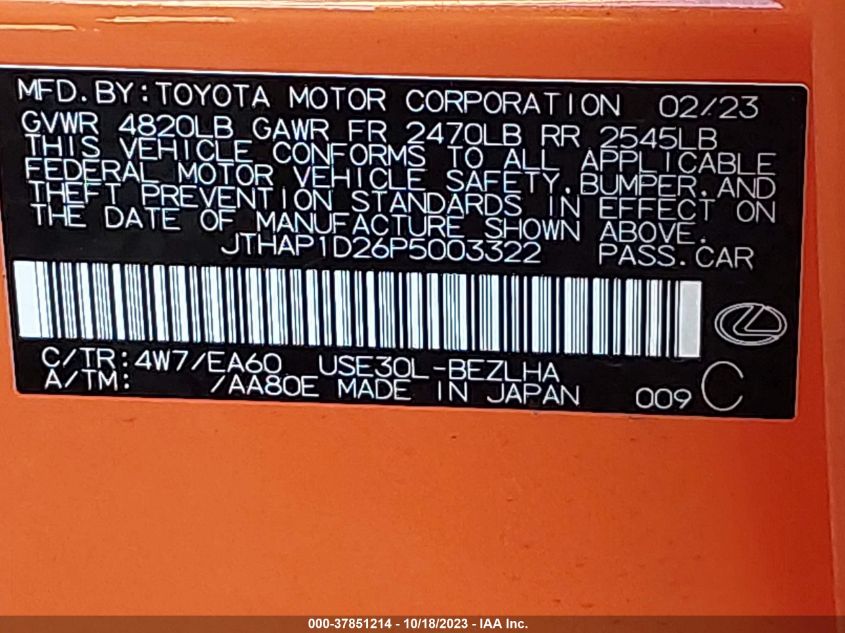 MFD. BY: TOYOTA MOTOR CORPORATION 02/23
GVWR 4820LB GAWR FR 2470LB RR 2545LB
THIS VEHICLE CONFORMS TO ALL APPLICABLE
FEDERAL MOTOR VEHICLE SAFETY, BUMPER, AND
THEFT PREVENTION STANDARDS IN EFFECT ON
THE DATE OF MANUFACTURE SHOWN ABOVE.
JTHAP1D26P5003322 PASS. CAR
C/TR: 4W7/EA60 USE30L-BEZLHA
A/TM: /AA80E MADE IN JAPAN 009 C
000-37851214 - 10/18/2023 - IAA Inc.